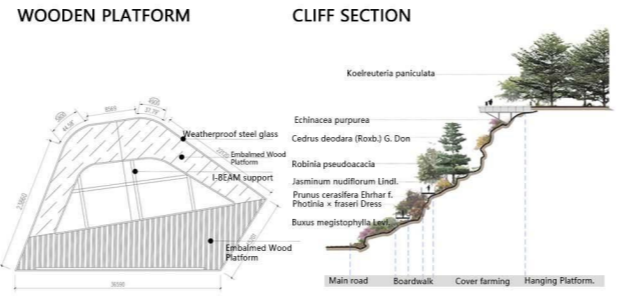 WOODEN PLATFORM
CLIFF SECTION
Koelreuteria paniculata
Echinacea purpurea
Cedrus deodara (Roxb.) G. Don
Robinia pseudoacacia
Jasminum nudiflorum Lindl.
Prunus cerasifera Ehrhar f.
Photinia × fraseri Dress
Buxus megistophylla Levl.
Weatherproof steel glass
Embalmed Wood
Platform
I-BEAM support
Embalmed Wood
Platform
Main road
Boardwalk
Cover farming
Hanging Platform.